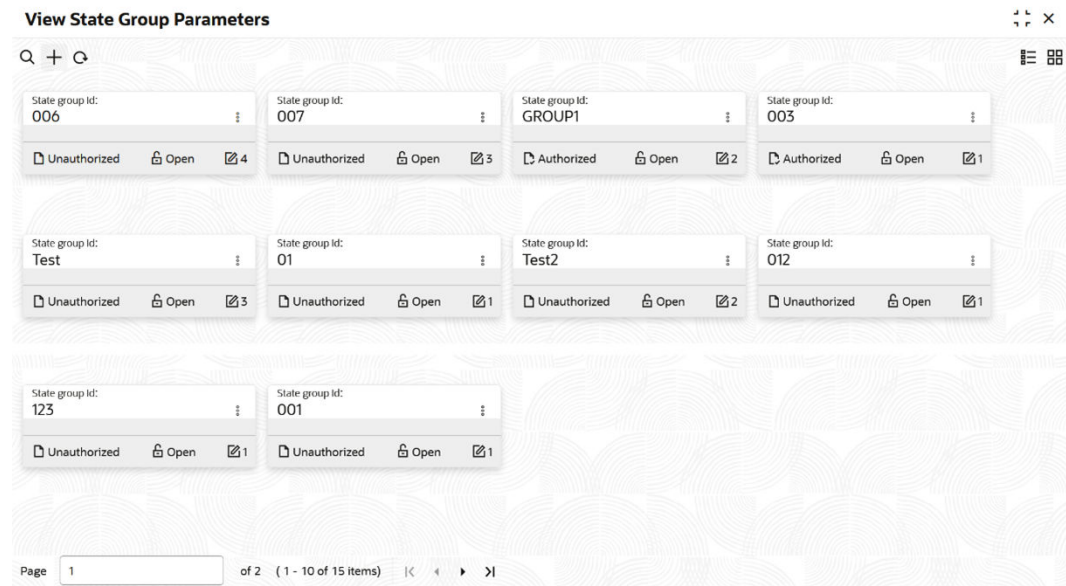 View State Group Parameters
State group Id: State group Id: State group Id: State group Id:
006 007 GROUP1 003
Unauthorized Open 4 Unauthorized Open 3 Authorized Open 2 Authorized Open 1
State group Id: State group Id: State group Id: State group Id:
Test 01 Test2 012
Unauthorized Open 3 Unauthorized Open 1 Unauthorized Open 2 Unauthorized Open 1
State group Id: State group Id:
123 001
Unauthorized Open 1 Unauthorized Open 1
Page 1 of 2 ( 1 - 10 of 15 items)